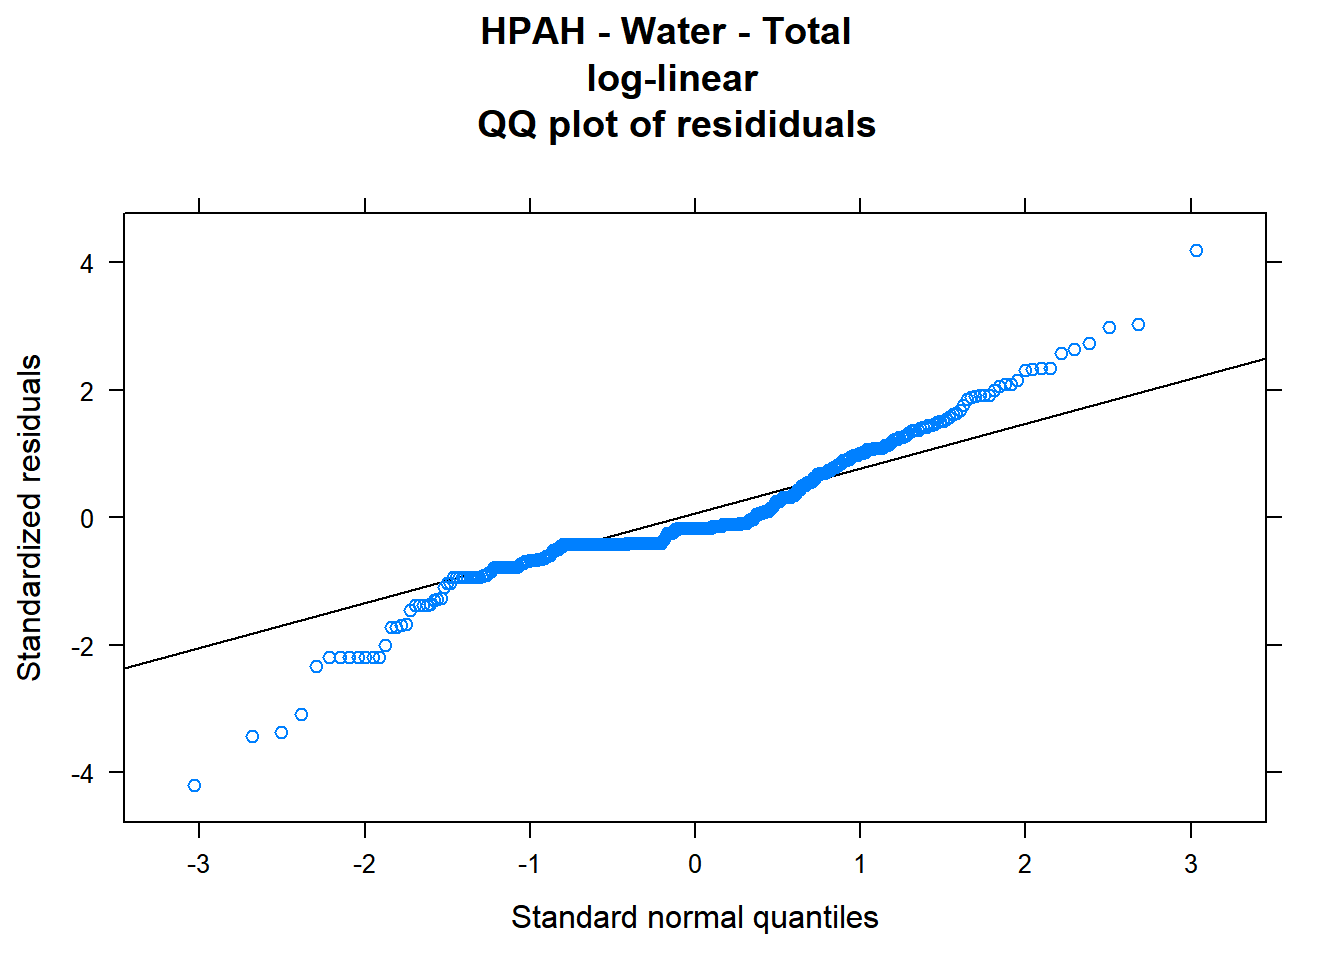 HPAH - Water - Total
log-linear
QQ plot of resididuals
Standardized residuals
4
2
0
-2
-4
-3 -2 -1 0 1 2 3
Standard normal quantiles